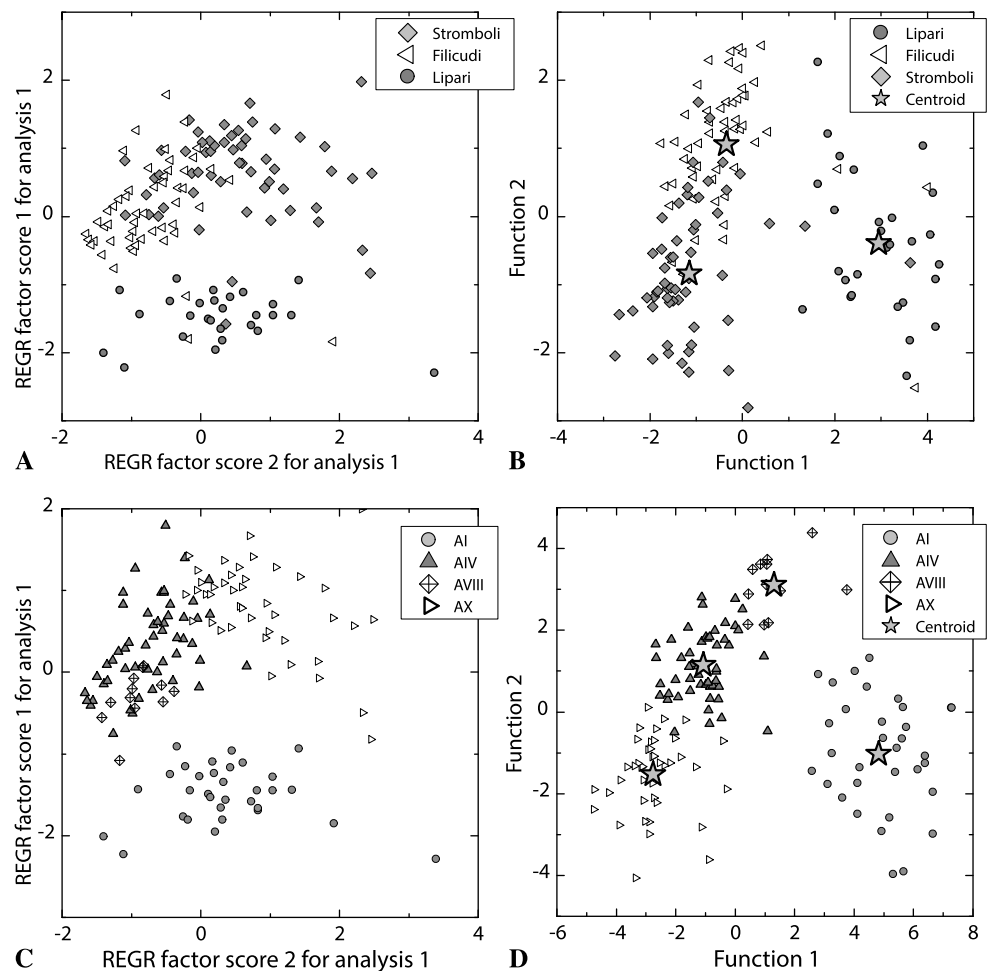 Stromboli
Filicudi
Lipari
2
0
-2
-2
0
2
4
REGR factor score 1 for analysis 1
REGR factor score 2 for analysis 1
A
Lipari
Filicudi
Stromboli
Centroid
2
0
-2
-4
-2
0
2
4
Function 2
Function 1
B
AI
AIV
AVIII
AX
2
0
-2
-2
0
2
4
REGR factor score 1 for analysis 1
REGR factor score 2 for analysis 1
C
AI
AIV
AVIII
AX
Centroid
4
2
0
-2
-4
-6
-4
-2
0
2
4
6
8
Function 2
Function 1
D